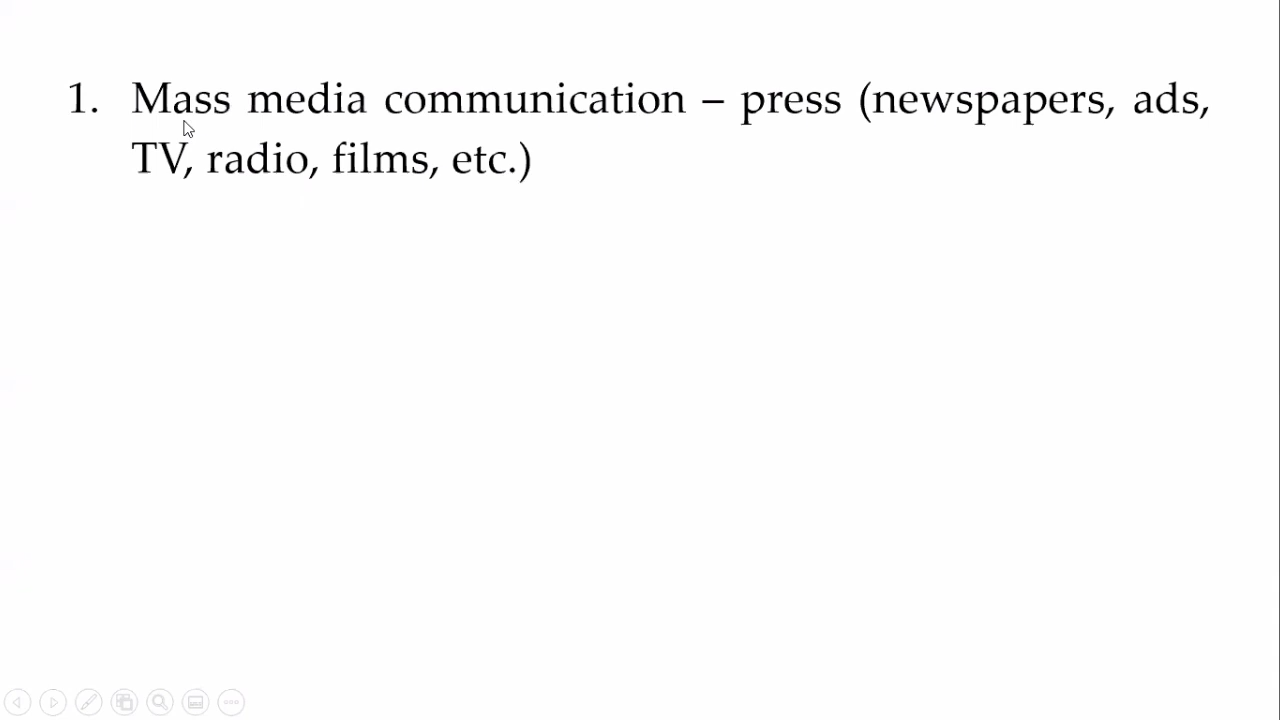 1. Mass media communication – press (newspapers, ads,
TV, radio, films, etc.)